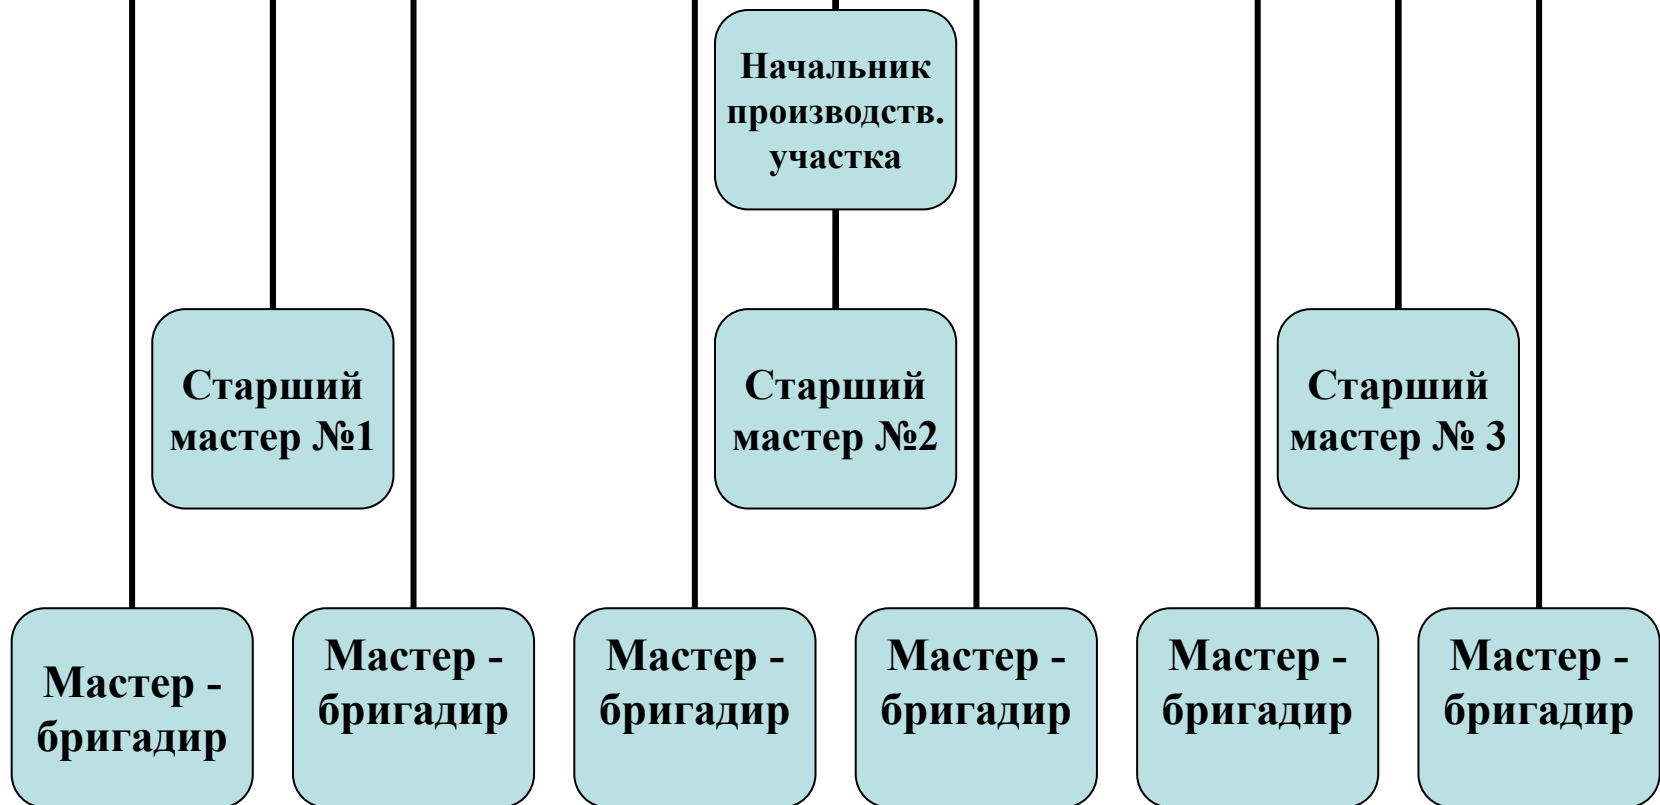 Начальник
производств.
участка
Старший
мастер №1
Старший
мастер №2
Старший
мастер № 3
Мастер -
бригадир
Мастер -
бригадир
Мастер -
бригадир
Мастер -
бригадир
Мастер -
бригадир
Мастер -
бригадир